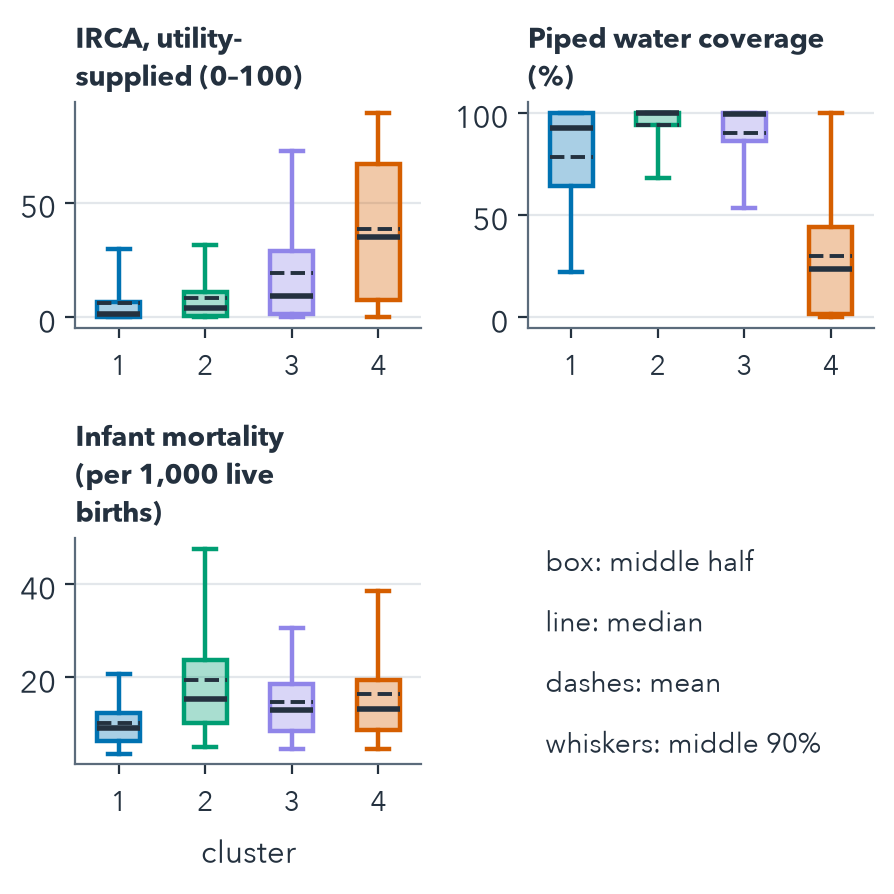 IRCA, utility-
supplied (0–100)
50
0
1 2 3 4
Piped water coverage
(%)
100
50
0
1 2 3 4
Infant mortality
(per 1,000 live
births)
40
20
1 2 3 4
cluster
box: middle half
line: median
dashes: mean
whiskers: middle 90%